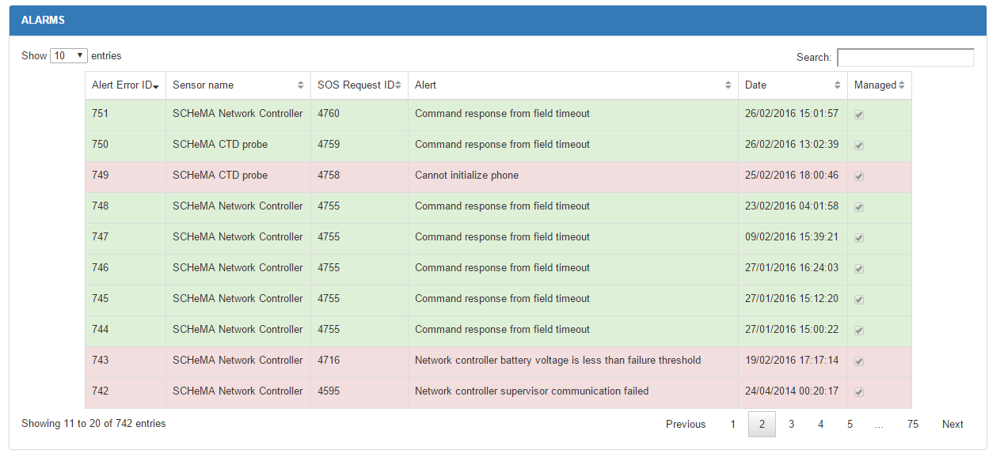 ALARMS
Show 10 entries
Search:
Alert Error ID Sensor name SOS Request ID Alert Date Managed
751 SCHeMA Network Controller 4760 Command response from field timeout 26/02/2016 15:01:57
750 SCHeMA CTD probe 4759 Command response from field timeout 26/02/2016 13:02:39
749 SCHeMA CTD probe 4758 Cannot initialize phone 25/02/2016 18:00:46
748 SCHeMA Network Controller 4755 Command response from field timeout 23/02/2016 04:01:58
747 SCHeMA Network Controller 4755 Command response from field timeout 09/02/2016 15:39:21
746 SCHeMA Network Controller 4755 Command response from field timeout 27/01/2016 16:24:03
745 SCHeMA Network Controller 4755 Command response from field timeout 27/01/2016 15:12:20
744 SCHeMA Network Controller 4755 Command response from field timeout 27/01/2016 15:00:22
743 SCHeMA Network Controller 4716 Network controller battery voltage is less than failure threshold 19/02/2016 17:17:14
742 SCHeMA Network Controller 4595 Network controller supervisor communication failed 24/04/2014 00:20:17
Showing 11 to 20 of 742 entries
Previous 1 2 3 4 5 … 75 Next